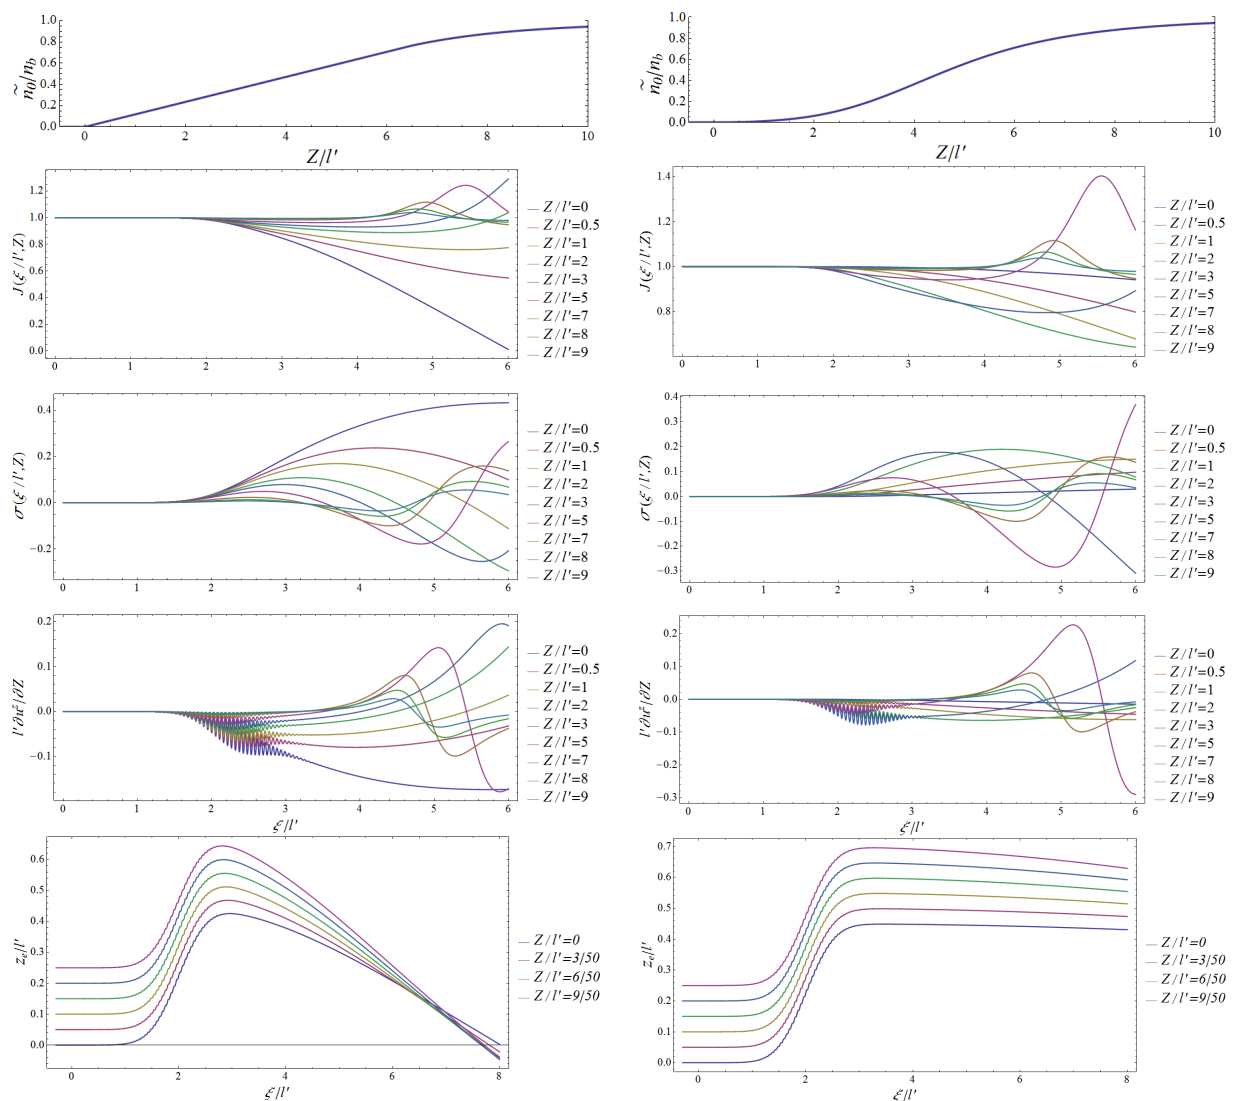 1.0
0.8
0.6
0.4
0.2
0.0
ñ0/nb
0 2 4 6 8 10
Z/l'
1.0
0.8
0.6
0.4
0.2
0.0
ñ0/nb
0 2 4 6 8 10
Z/l'
1.2
1.0
0.8
0.6
0.4
0.2
0.0
J(ξ/l',Z)
0 1 2 3 4 5 6
Z/l'=0
Z/l'=0.5
Z/l'=1
Z/l'=2
Z/l'=3
Z/l'=5
Z/l'=7
Z/l'=8
Z/l'=9
1.4
1.2
1.0
0.8
J(ξ/l',Z)
0 1 2 3 4 5 6
Z/l'=0
Z/l'=0.5
Z/l'=1
Z/l'=2
Z/l'=3
Z/l'=5
Z/l'=7
Z/l'=8
Z/l'=9
0.4
0.2
0.0
-0.2
σ(ξ/l',Z)
0 1 2 3 4 5 6
Z/l'=0
Z/l'=0.5
Z/l'=1
Z/l'=2
Z/l'=3
Z/l'=5
Z/l'=7
Z/l'=8
Z/l'=9
0.4
0.3
0.2
0.1
0.0
-0.1
-0.2
-0.3
σ(ξ/l',Z)
0 1 2 3 4 5 6
Z/l'=0
Z/l'=0.5
Z/l'=1
Z/l'=2
Z/l'=3
Z/l'=5
Z/l'=7
Z/l'=8
Z/l'=9
0.2
0.1
0.0
-0.1
l'∂uᶻ/∂Z
0 1 2 3 4 5 6
ξ/l'
Z/l'=0
Z/l'=0.5
Z/l'=1
Z/l'=2
Z/l'=3
Z/l'=5
Z/l'=7
Z/l'=8
Z/l'=9
0.2
0.1
0.0
-0.1
-0.2
-0.3
l'∂uᶻ/∂Z
0 1 2 3 4 5 6
ξ/l'
Z/l'=0
Z/l'=0.5
Z/l'=1
Z/l'=2
Z/l'=3
Z/l'=5
Z/l'=7
Z/l'=8
Z/l'=9
0.6
0.5
0.4
0.3
0.2
0.1
0.0
ze/l'
0 2 4 6 8
ξ/l'
Z/l'=0
Z/l'=3/50
Z/l'=6/50
Z/l'=9/50
0.7
0.6
0.5
0.4
0.3
0.2
0.1
0.0
ze/l'
0 2 4 6 8
ξ/l'
Z/l'=0
Z/l'=3/50
Z/l'=6/50
Z/l'=9/50